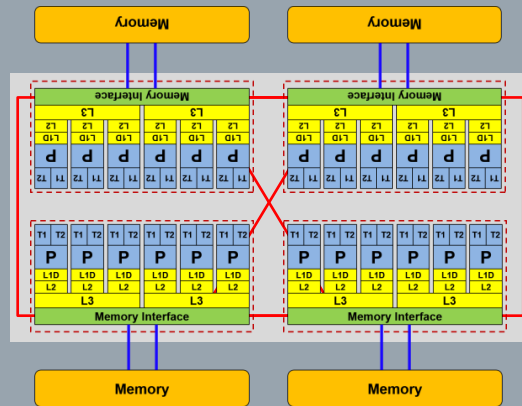 Memory Memory
Memory Interface Memory Interface
L3 L3 L3 L3
L2 L2 L2 L2 L2 L2 L2 L2 L2 L2 L2 L2
L1D L1D L1D L1D L1D L1D L1D L1D L1D L1D L1D L1D
P P P P P P P P P P P P
T2 T1 T2 T1 T2 T1 T2 T1 T2 T1 T2 T1 T2 T1 T2 T1 T2 T1 T2 T1 T2 T1 T2 T1
T1 T2 T1 T2 T1 T2 T1 T2 T1 T2 T1 T2 T1 T2 T1 T2 T1 T2 T1 T2 T1 T2 T1 T2
P P P P P P P P P P P P
L1D L1D L1D L1D L1D L1D L1D L1D L1D L1D L1D L1D
L2 L2 L2 L2 L2 L2 L2 L2 L2 L2 L2 L2
L3 L3 L3 L3
Memory Interface Memory Interface
Memory Memory